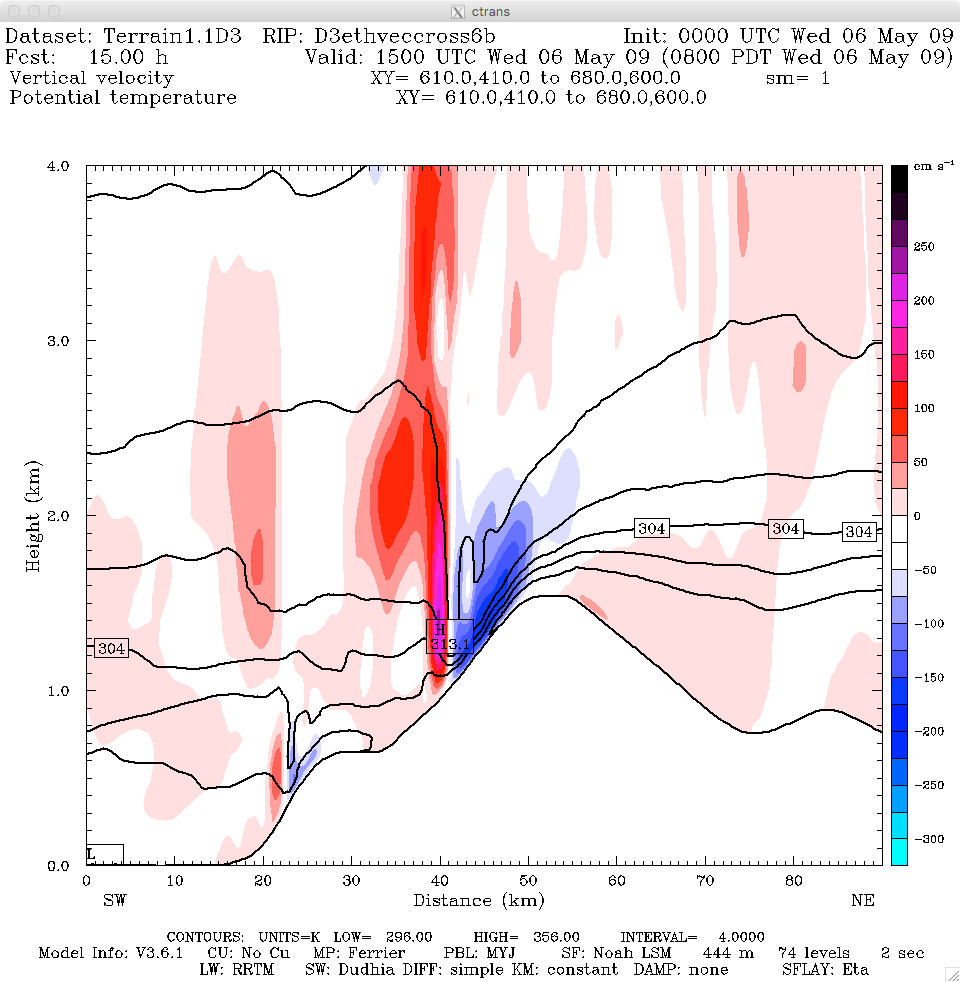 ctrans
Dataset: Terrain1.1D3 RIP: D3ethveccross6b Init: 0000 UTC Wed 06 May 09
Fcst: 15.00 h Valid: 1500 UTC Wed 06 May 09 (0800 PDT Wed 06 May 09)
Vertical velocity XY= 610.0,410.0 to 680.0,600.0 sm= 1
Potential temperature XY= 610.0,410.0 to 680.0,600.0
4.0
3.0
2.0
1.0
0.0
Height (km)
304
304
304
304
H
313.1
L
cm s⁻¹
250
200
150
100
50
0
−50
−100
−150
−200
−250
−300
0 10 20 30 40 50 60 70 80
SW Distance (km) NE
CONTOURS: UNITS=K LOW= 296.00 HIGH= 356.00 INTERVAL= 4.0000
Model Info: V3.6.1 CU: No Cu MP: Ferrier PBL: MYJ SF: Noah LSM 444 m 74 levels 2 sec
LW: RRTM SW: Dudhia DIFF: simple KM: constant DAMP: none SFLAY: Eta